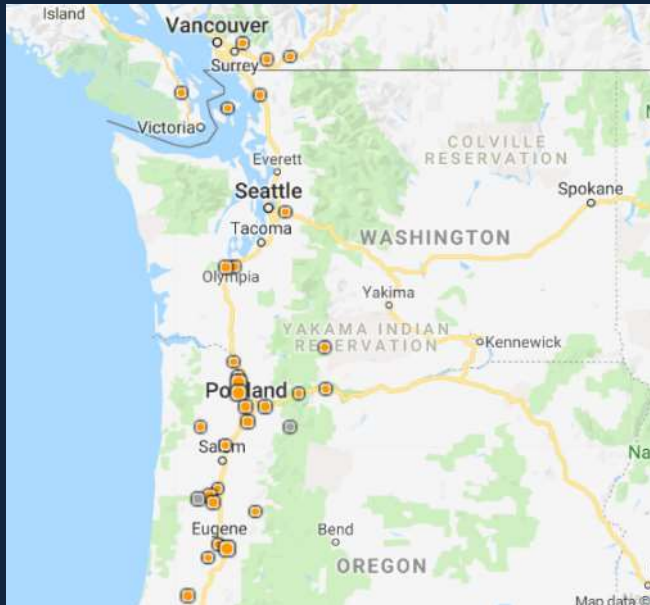 Island
Vancouver
Surrey
Victoria
COLVILLE
RESERVATION
Everett
Seattle
Spokane
Tacoma
WASHINGTON
Olympia
Yakima
YAKAMA INDIAN
RESERVATION
Kennewick
Portland
Salem
Na
Eugene
Bend
OREGON
Map data ©